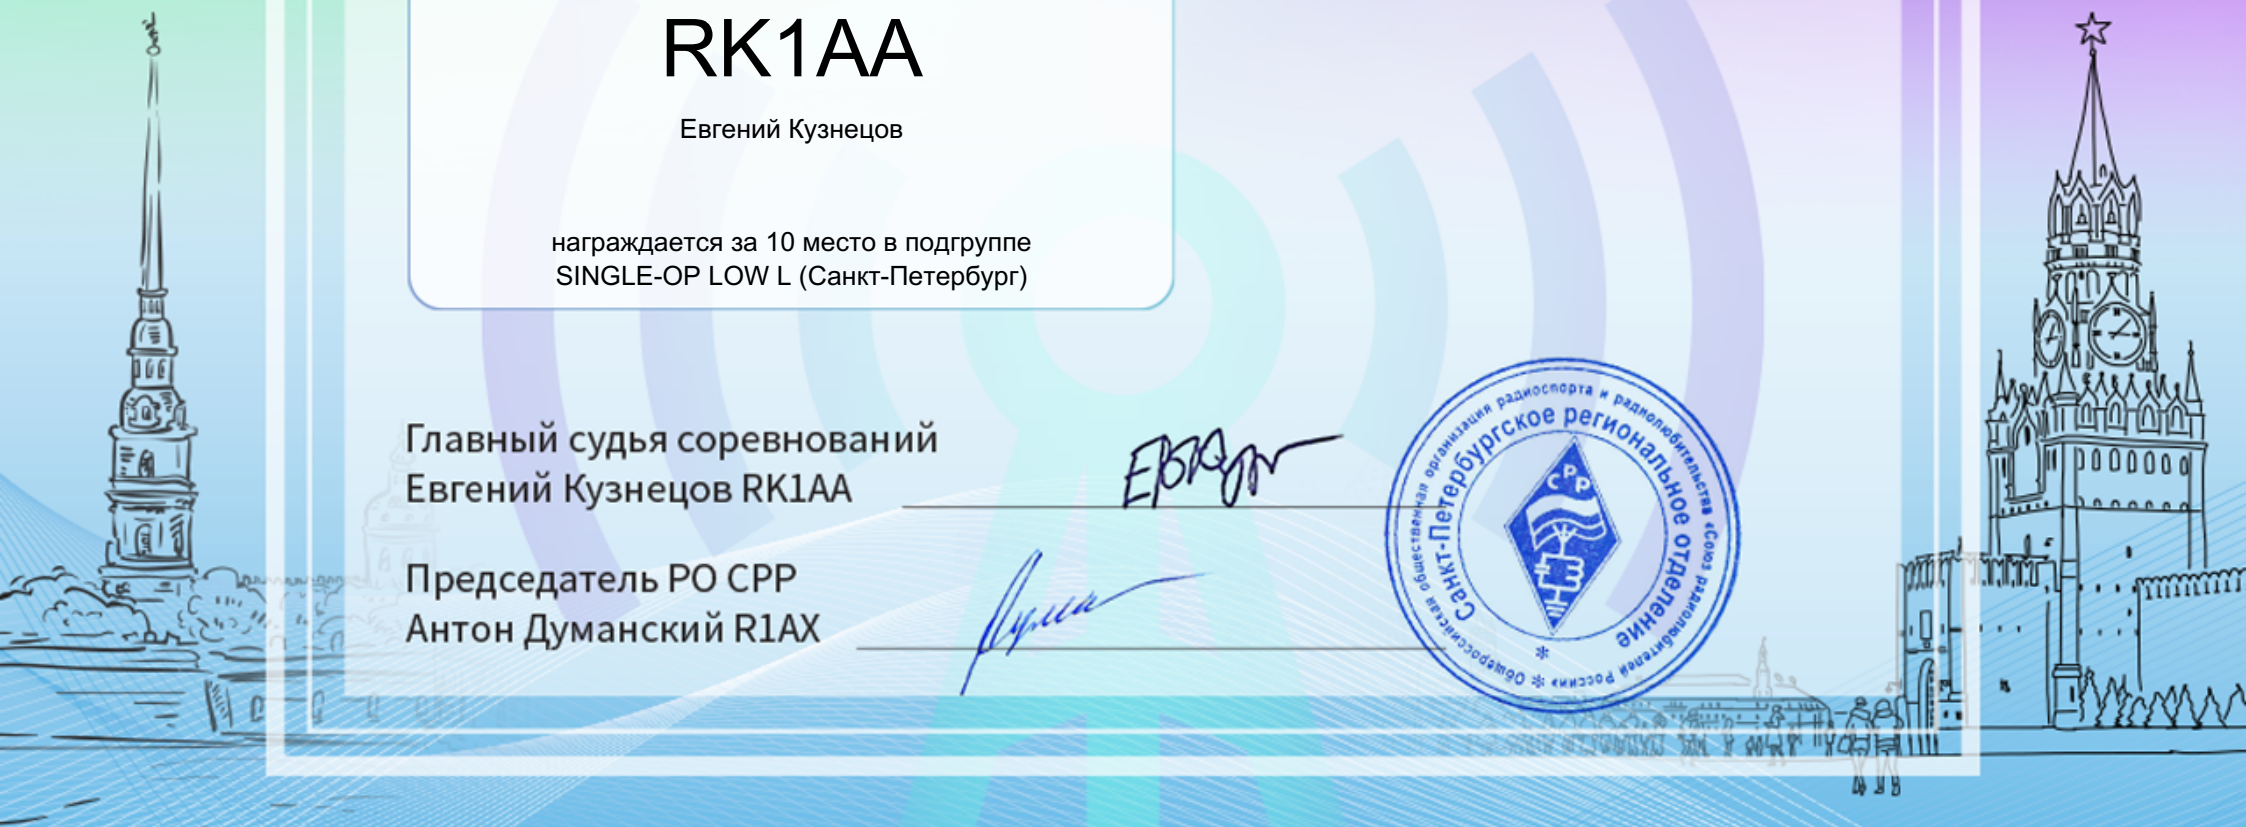 RK1AA
Евгений Кузнецов
награждается за 10 место в подгруппе
SINGLE-OP LOW L (Санкт-Петербург)
Главный судья соревнований
Евгений Кузнецов RK1AA
Председатель РО СРР
Антон Думанский R1AX
Общероссийская общественная организация радиоспорта и радиолюбительства «Союз радиолюбителей России» *
Санкт-Петербургское региональное отделение *
СРР